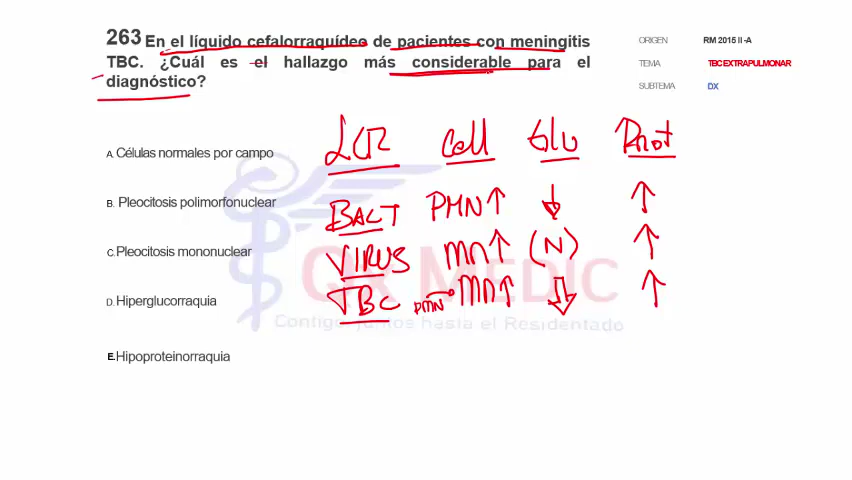 263 En el líquido cefalorraquídeo de pacientes con meningitis
TBC. ¿Cuál es el hallazgo más considerable para el
diagnóstico?
ORIGEN RM 2015 II -A
TEMA TBC EXTRAPULMONAR
SUBTEMA DX
A. Células normales por campo
B. Pleocitosis polimorfonuclear
C. Pleocitosis mononuclear
D. Hiperglucorraquia
E. Hipoproteinorraquia
LCR Cell Glu Prot
BACT PMN ↑ ↓ ↑
VIRUS MN ↑ (N) ↑
TBC PMN → MN ↑ ⇓ ↑
MEDIC
hasta el Residentado